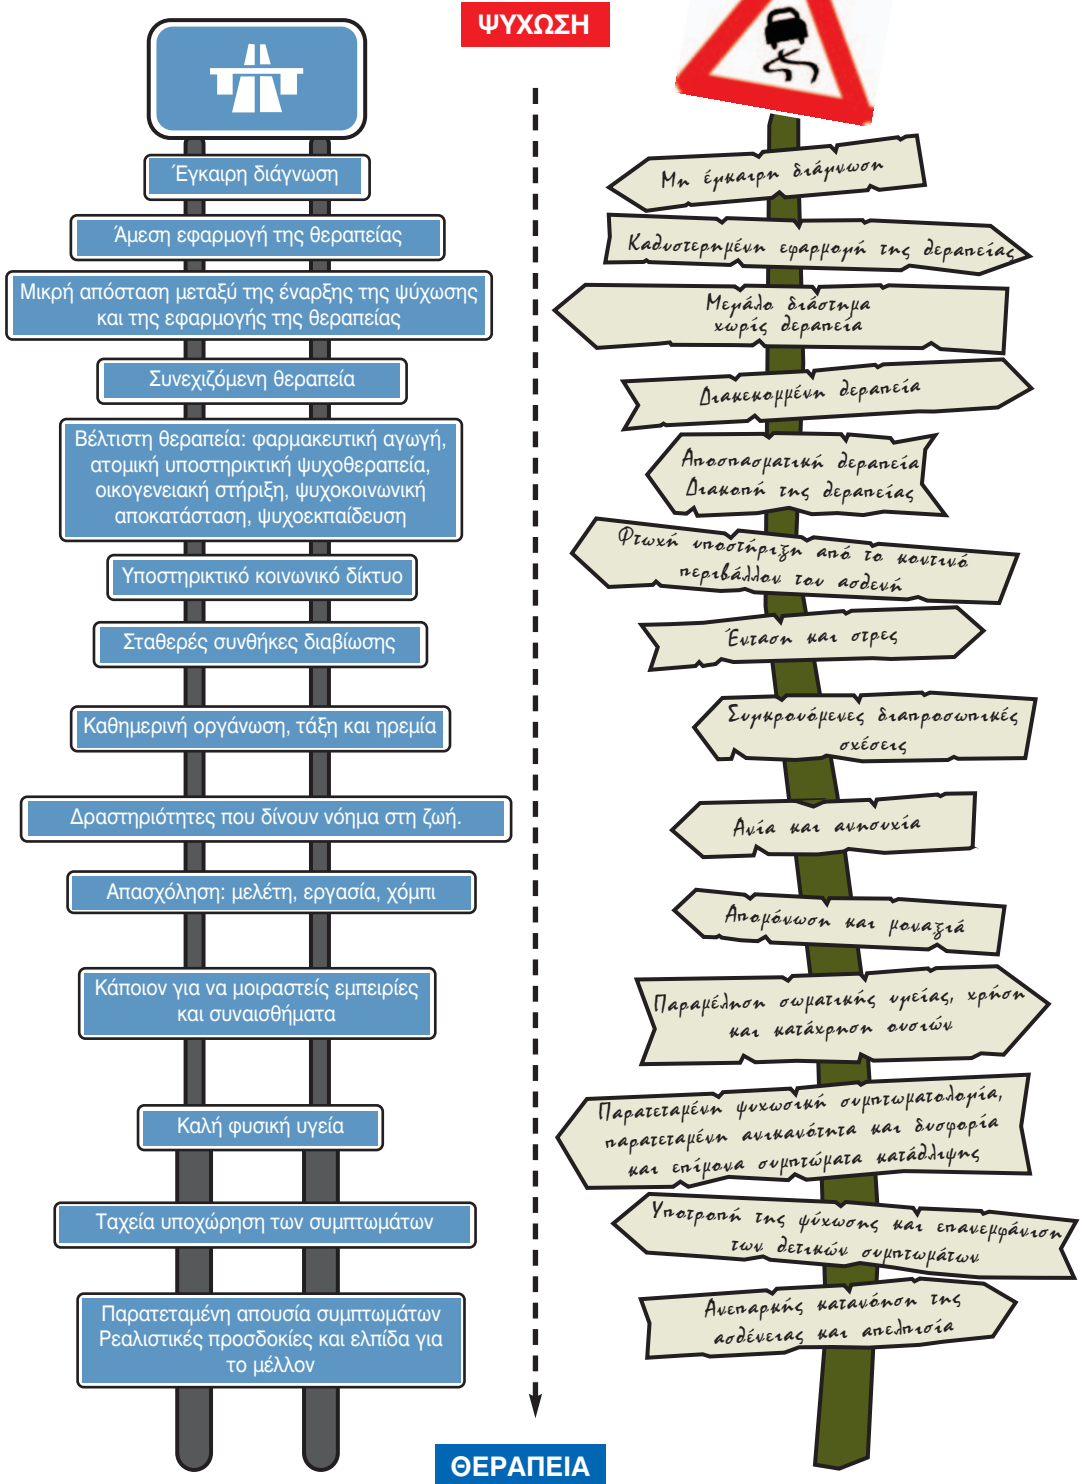 ΨΥΧΩΣΗ
Έγκαιρη διάγνωση
Άμεση εφαρμογή της θεραπείας
Μικρή απόσταση μεταξύ της έναρξης της ψύχωσης
και της εφαρμογής της θεραπείας
Συνεχιζόμενη θεραπεία
Βέλτιστη θεραπεία: φαρμακευτική αγωγή,
ατομική υποστηρικτική ψυχοθεραπεία,
οικογενειακή στήριξη, ψυχοκοινωνική
αποκατάσταση, ψυχοεκπαίδευση
Υποστηρικτικό κοινωνικό δίκτυο
Σταθερές συνθήκες διαβίωσης
Καθημερινή οργάνωση, τάξη και ηρεμία
Δραστηριότητες που δίνουν νόημα στη ζωή.
Απασχόληση: μελέτη, εργασία, χόμπι
Κάποιον για να μοιραστείς εμπειρίες
και συναισθήματα
Καλή φυσική υγεία
Ταχεία υποχώρηση των συμπτωμάτων
Παρατεταμένη απουσία συμπτωμάτων
Ρεαλιστικές προσδοκίες και ελπίδα για
το μέλλον
Μη έγκαιρη διάγνωση
Καθυστερημένη εφαρμογή της θεραπείας
Μεγάλο διάστημα
χωρίς θεραπεία
Διακεκομμένη θεραπεία
Αποσπασματική θεραπεία
Διακοπή της θεραπείας
Φτωχή υποστήριξη από το κοντινό
περιβάλλον του ασθενή
Ένταση και στρες
Συγκρουόμενες διαπροσωπικές
σχέσεις
Ανία και ανησυχία
Απομόνωση και μοναξιά
Παραμέληση σωματικής υγείας, χρήση
και κατάχρηση ουσιών
Παρατεταμένη ψυχωσική συμπτωματολογία,
παρατεταμένη ανικανότητα και δυσφορία
και επίμονα συμπτώματα κατάθλιψης
Υποτροπή της ψύχωσης και επανεμφάνιση
των θετικών συμπτωμάτων
Ανεπαρκής κατανόηση της
ασθένειας και απελπισία
ΘΕΡΑΠΕΙΑ